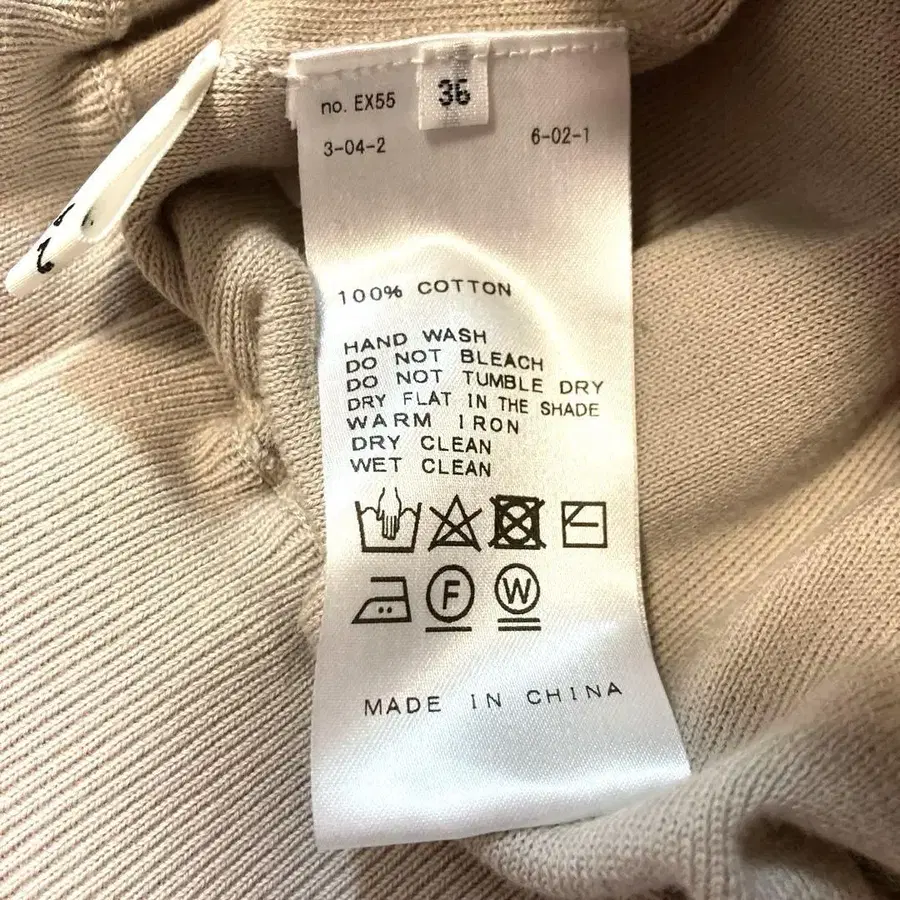 36
no. EX55
3-04-2 6-02-1
100% COTTON
HAND WASH
DO NOT BLEACH
DO NOT TUMBLE DRY
DRY FLAT IN THE SHADE
WARM IRON
DRY CLEAN
WET CLEAN
F W
MADE IN CHINA